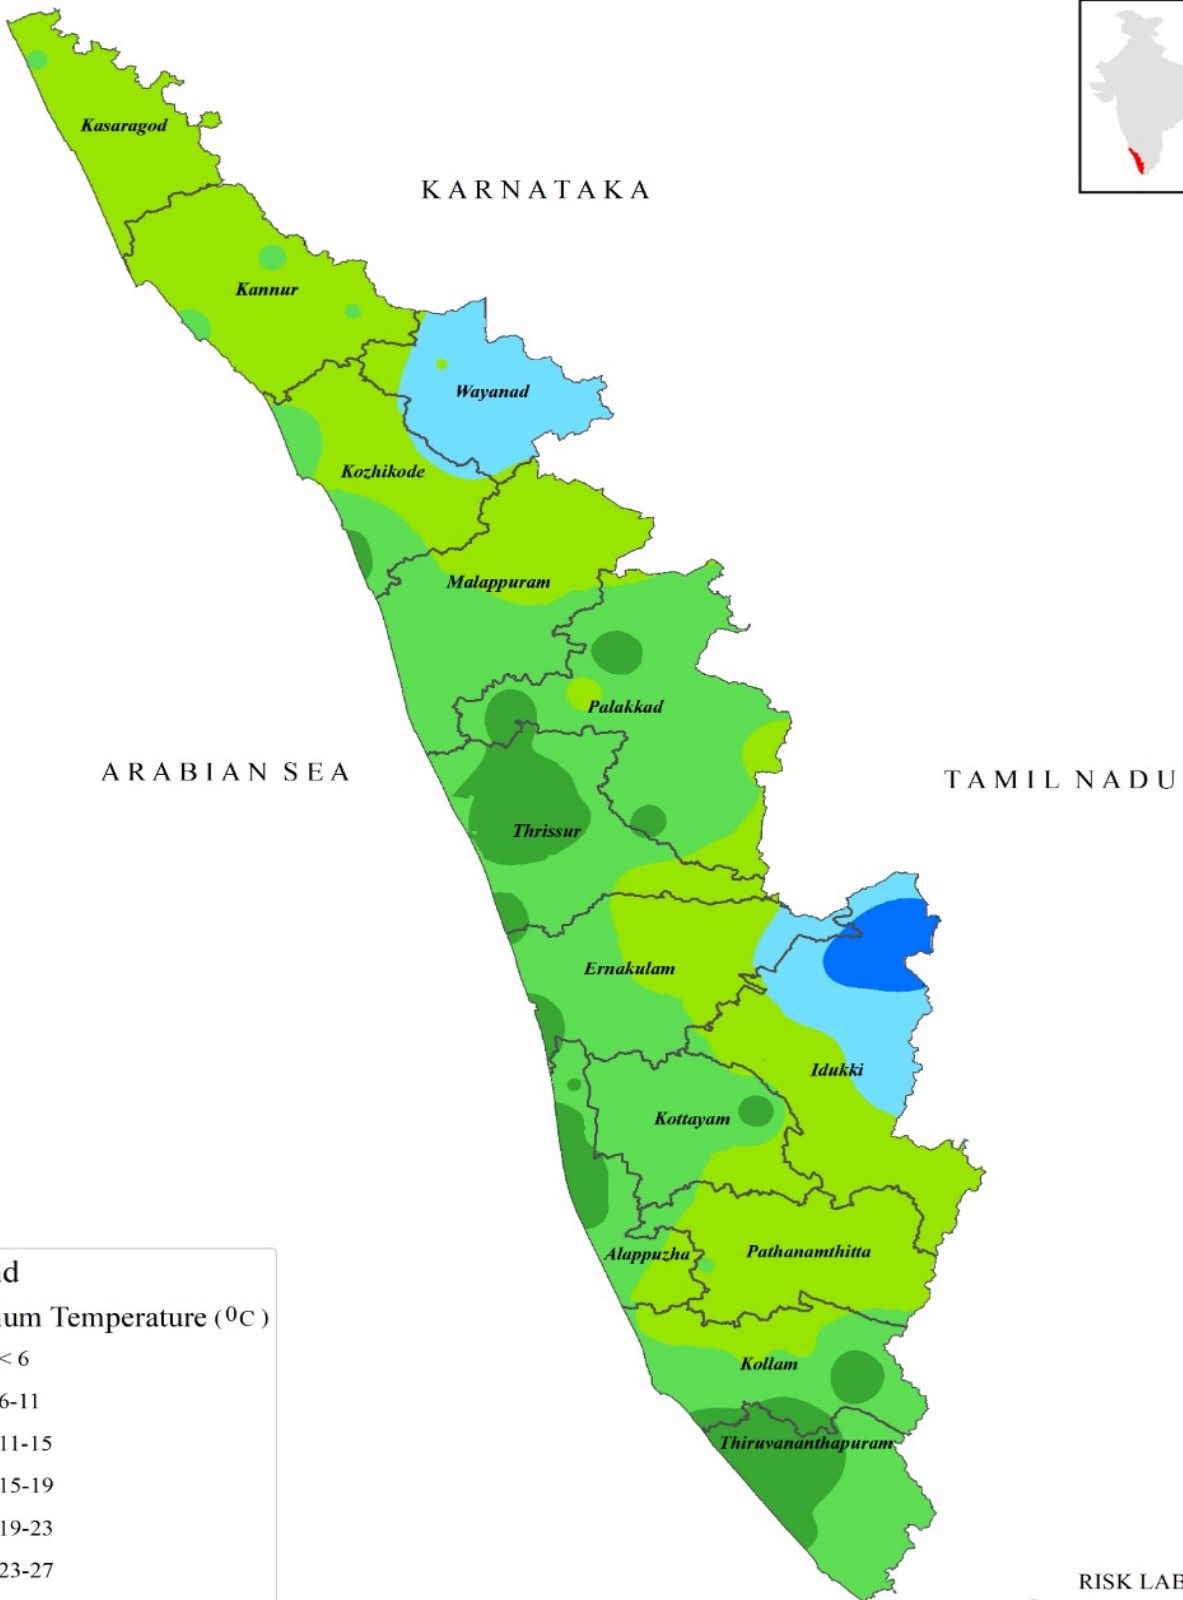 Kasaragod
KARNATAKA
Kannur
Wayanad
Kozhikode
Malappuram
Palakkad
ARABIAN SEA
TAMIL NADU
Thrissur
Ernakulam
Idukki
Kottayam
Alappuzha
Pathanamthitta
Kollam
Thiruvananthapuram
d
um Temperature (⁰C )
< 6
6-11
11-15
15-19
19-23
23-27
RISK LAB